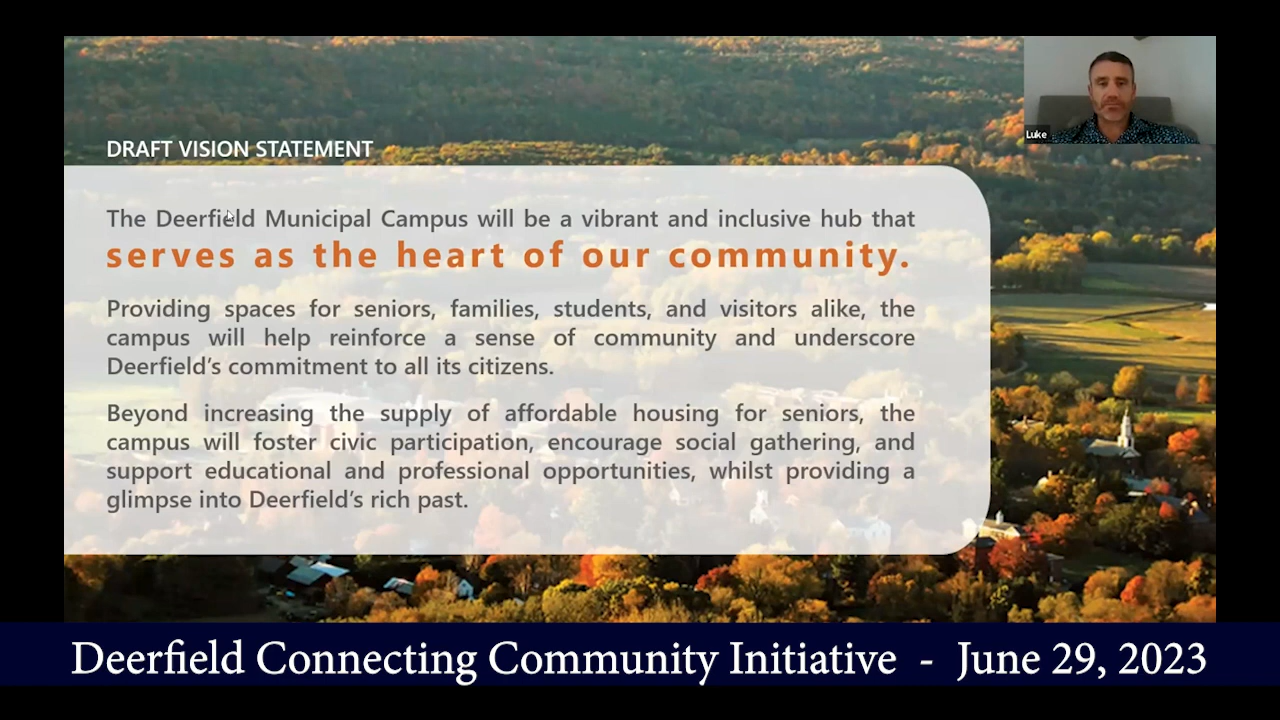 Luke
DRAFT VISION STATEMENT
The Deerfield Municipal Campus will be a vibrant and inclusive hub that
serves as the heart of our community.
Providing spaces for seniors, families, students, and visitors alike, the
campus will help reinforce a sense of community and underscore
Deerfield's commitment to all its citizens.
Beyond increasing the supply of affordable housing for seniors, the
campus will foster civic participation, encourage social gathering, and
support educational and professional opportunities, whilst providing a
glimpse into Deerfield's rich past.
Deerfield Connecting Community Initiative - June 29, 2023